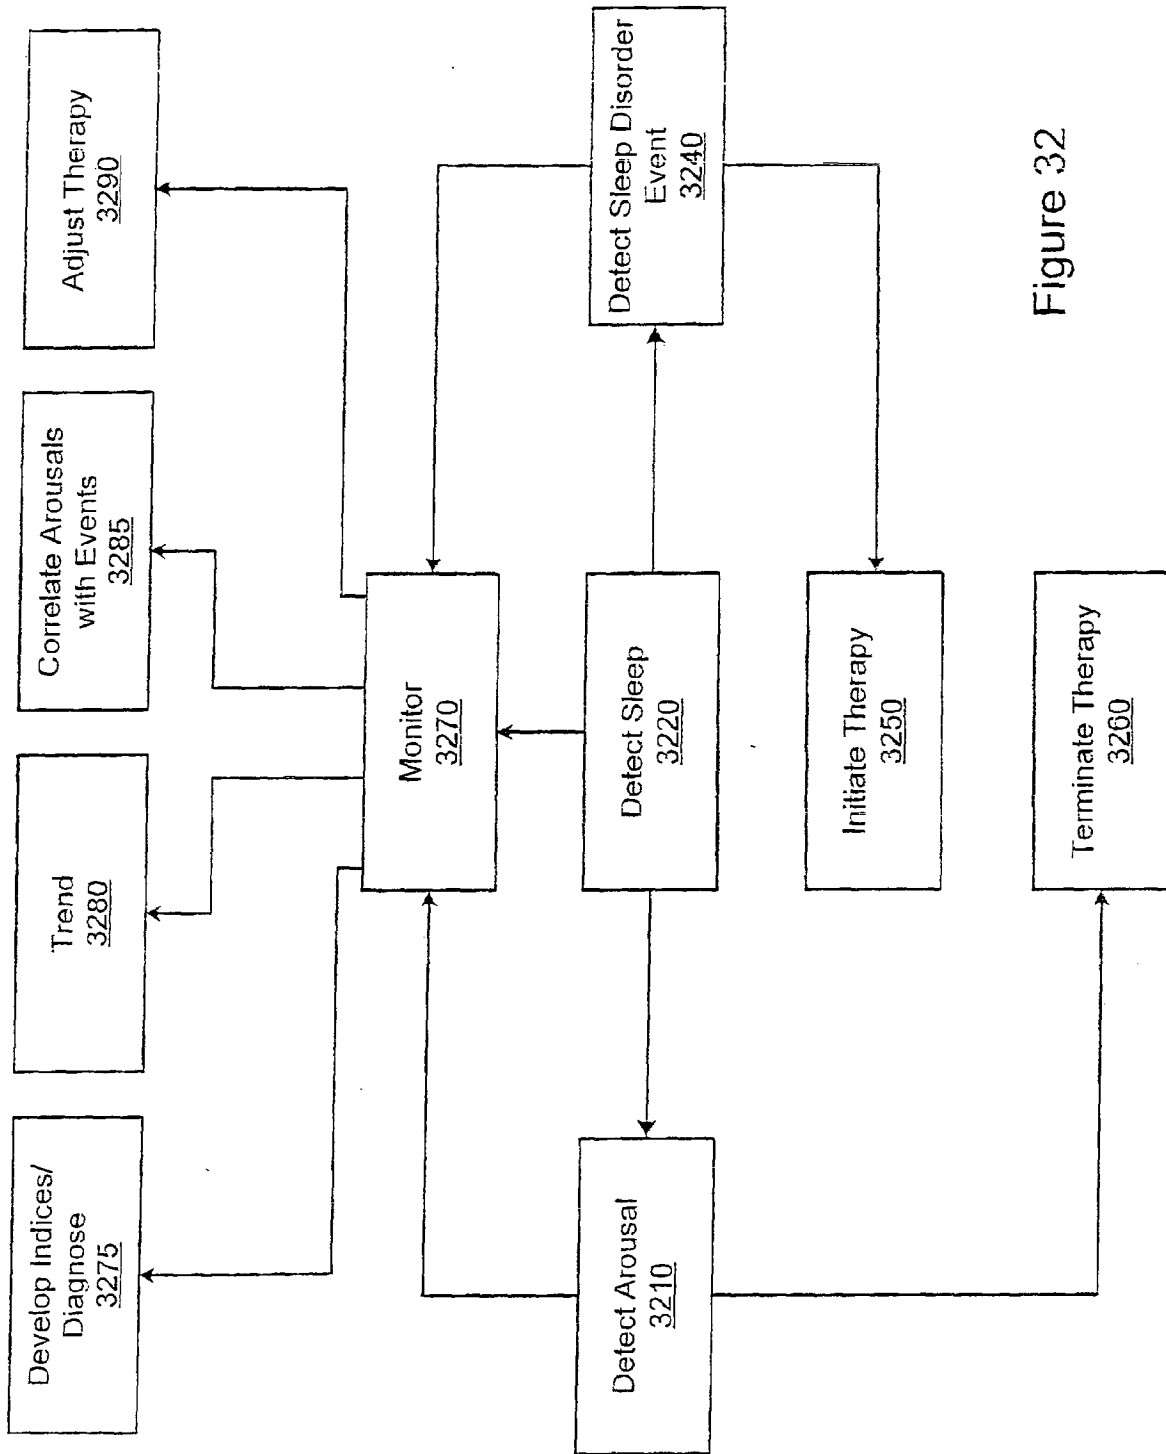 Develop Indices/
Diagnose
3275
Trend
3280
Correlate Arousals
with Events
3285
Adjust Therapy
3290
Monitor
3270
Detect Arousal
3210
Detect Sleep
3220
Detect Sleep Disorder
Event
3240
Initiate Therapy
3250
Terminate Therapy
3260
Figure 32